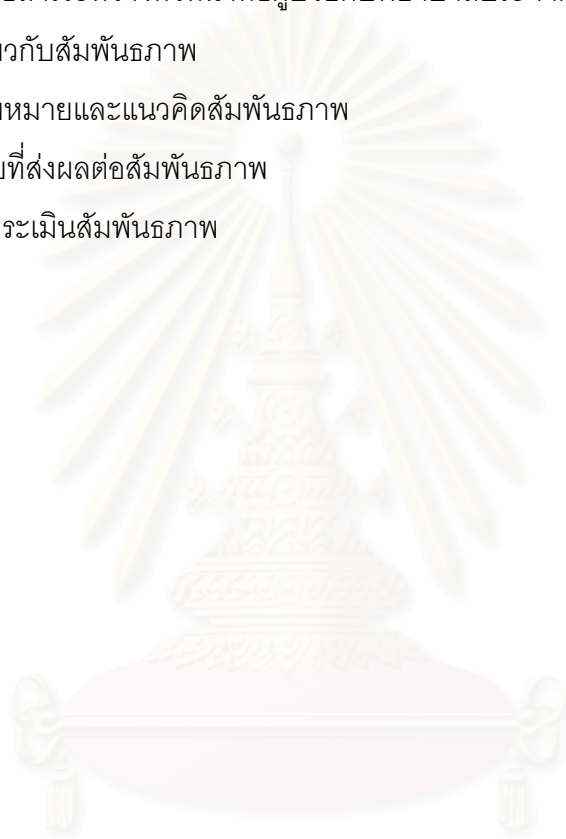 ยวกับสัมพันธภาพ
มหมายและแนวคิดสัมพันธภาพ
ยที่ส่งผลต่อสัมพันธภาพ
ระเมินสัมพันธภาพ